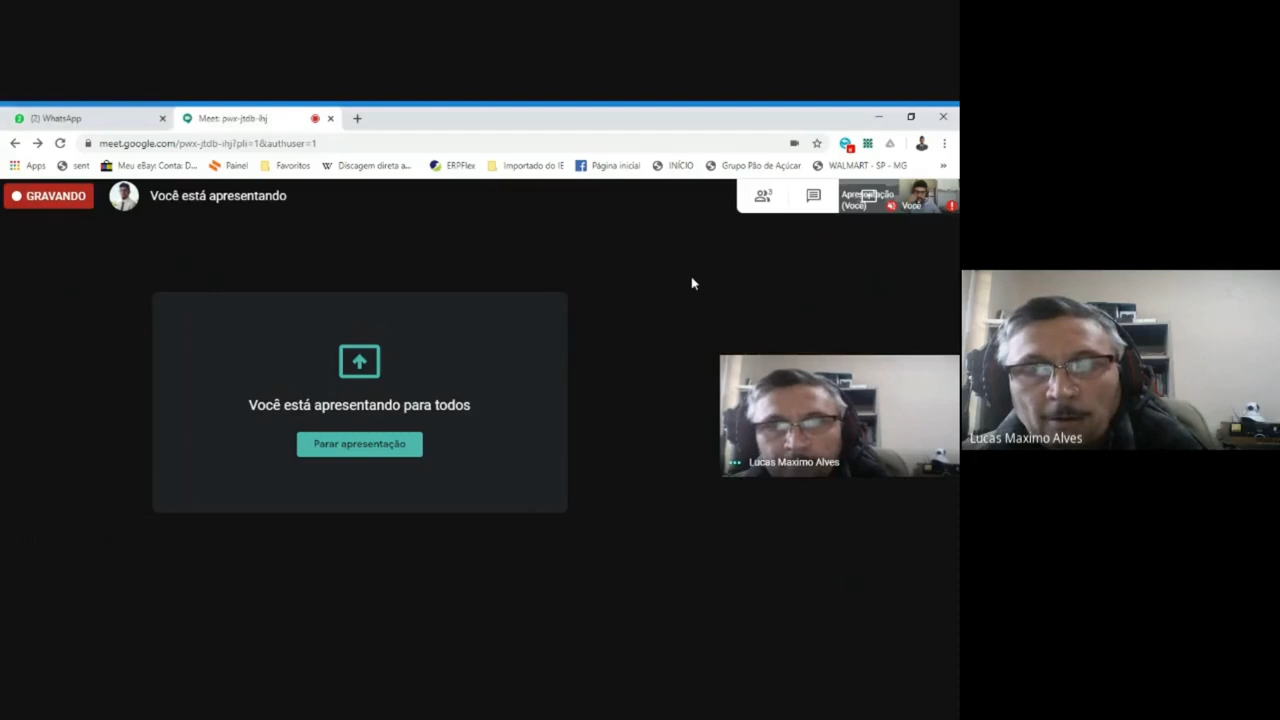 (2) WhatsApp
Meet: pwx-jtdb-ihj
meet.google.com/pwx-jtdb-ihj?pli=1&authuser=1
Apps sent Meu eBay: Conta: D... Painel Favoritos Discagem direta a... ERPFlex Importado do IE Página inicial INÍCIO Grupo Pão de Açúcar WALMART - SP - MG »
GRAVANDO
Você está apresentando
3
Apresentação
(Você)
Você
Você está apresentando para todos
Parar apresentação
Lucas Maximo Alves
Lucas Maximo Alves